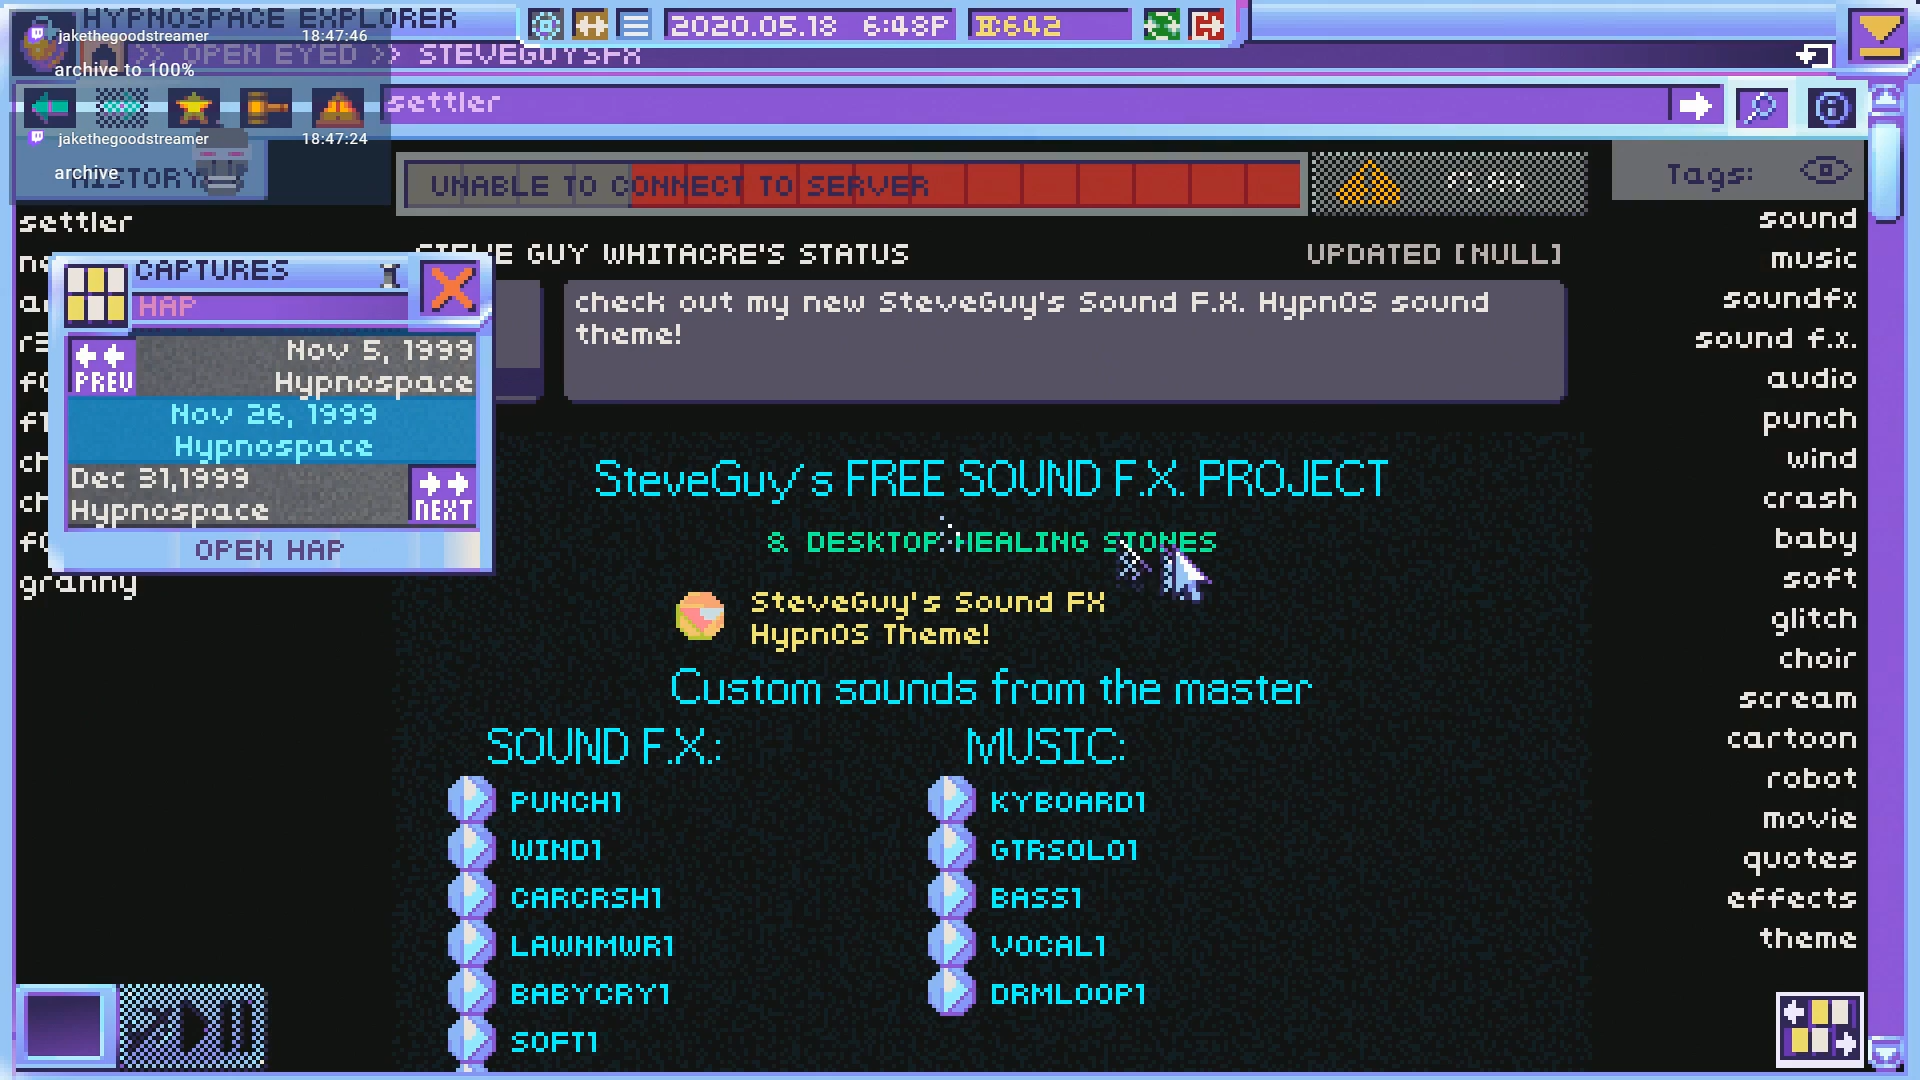 HYPNOSPACE EXPLORER
jakethegoodstreamer 18:47:46
archive to 100%
>> OPEN EYED >> STEVEGUYSFX
2020.05.18 6:48P
642
settler
jakethegoodstreamer 18:47:24
archive
HISTORY
UNABLE TO CONNECT TO SERVER
Tags:
settler
granny
CAPTURES
HAP
PREV
Nov 5, 1999
Hypnospace
Nov 26, 1999
Hypnospace
Dec 31,1999
Hypnospace
NEXT
OPEN HAP
STEVE GUY WHITACRE'S STATUS
UPDATED [NULL]
check out my new SteveGuy's Sound F.X. HypnOS sound
theme!
SteveGuy's FREE SOUND F.X. PROJECT
& DESKTOP HEALING STONES
SteveGuy's Sound FX
HypnOS Theme!
Custom sounds from the master
SOUND F.X.:
PUNCH1
WIND1
CARCRSH1
LAWNMWR1
BABYCRY1
SOFT1
MUSIC:
KYBOARD1
GTRSOLO1
BASS1
VOCAL1
DRMLOOP1
sound
music
soundfx
sound f.x.
audio
punch
wind
crash
baby
soft
glitch
choir
scream
cartoon
robot
movie
quotes
effects
theme